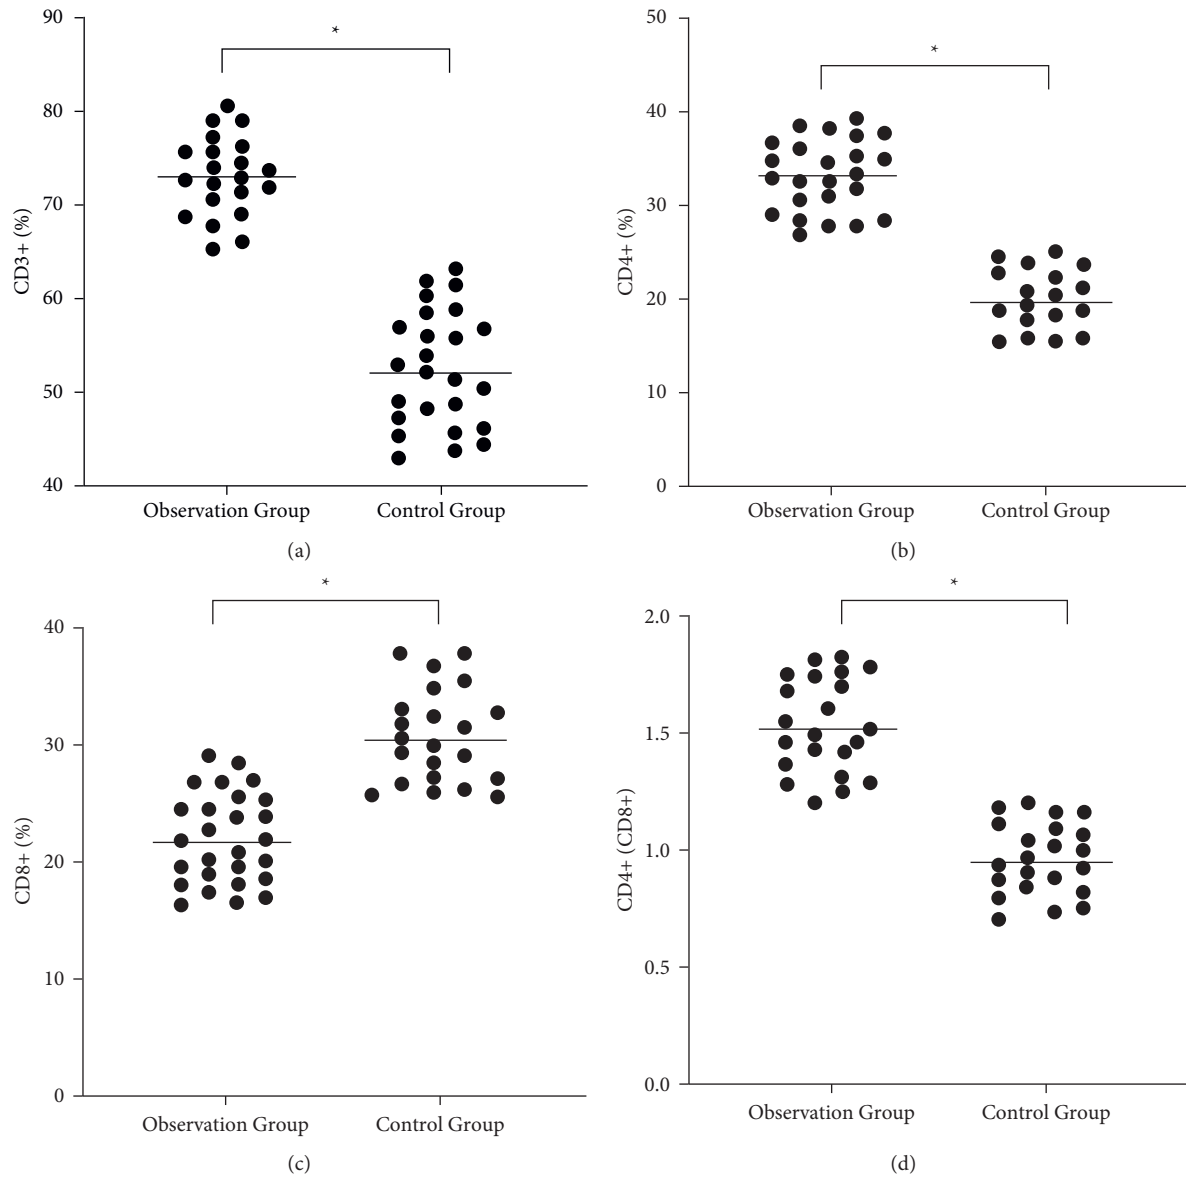 *
90
80
70
60
50
40
CD3+ (%)
Observation Group
Control Group
(a)
*
50
40
30
20
10
0
CD4+ (%)
Observation Group
Control Group
(b)
*
40
30
20
10
0
CD8+ (%)
Observation Group
Control Group
(c)
*
2.0
1.5
1.0
0.5
0.0
CD4+ (CD8+)
Observation Group
Control Group
(d)